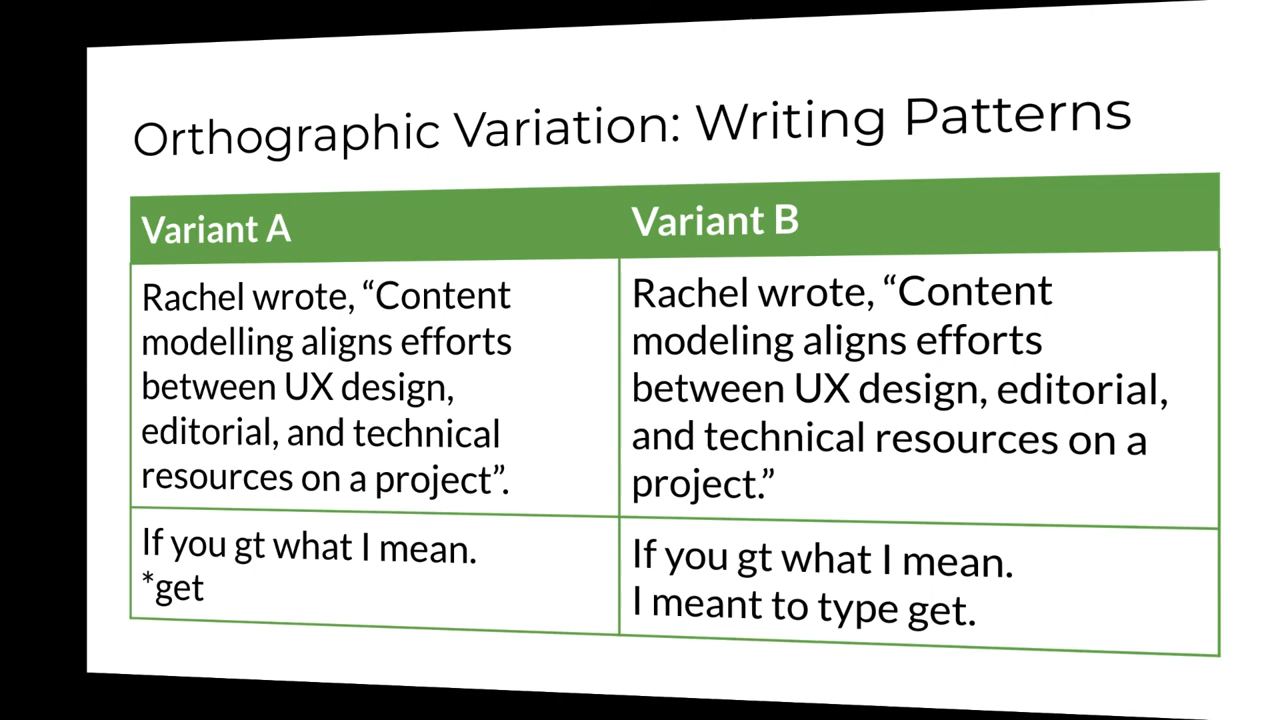 Orthographic Variation: Writing Patterns
Variant A
Variant B
Rachel wrote, “Content
modelling aligns efforts
between UX design,
editorial, and technical
resources on a project”.
Rachel wrote, “Content
modeling aligns efforts
between UX design, editorial,
and technical resources on a
project.”
If you gt what I mean.
*get
If you gt what I mean.
I meant to type get.